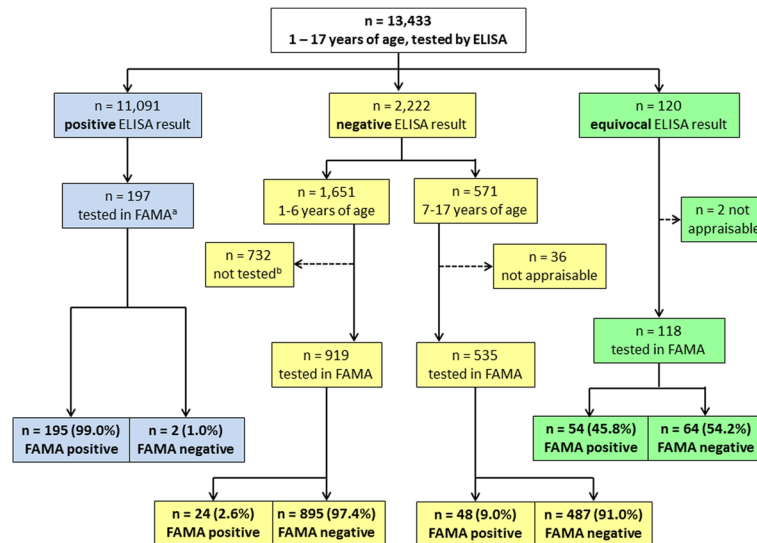 n = 13,433
1 – 17 years of age, tested by ELISA
n = 11,091
positive ELISA result
n = 2,222
negative ELISA result
n = 120
equivocal ELISA result
n = 197
tested in FAMAᵃ
n = 1,651
1-6 years of age
n = 571
7-17 years of age
n = 2 not
appraisable
n = 732
not testedᵇ
n = 36
not appraisable
n = 919
tested in FAMA
n = 535
tested in FAMA
n = 118
tested in FAMA
n = 195 (99.0%)
FAMA positive
n = 2 (1.0%)
FAMA negative
n = 54 (45.8%)
FAMA positive
n = 64 (54.2%)
FAMA negative
n = 24 (2.6%)
FAMA positive
n = 895 (97.4%)
FAMA negative
n = 48 (9.0%)
FAMA positive
n = 487 (91.0%)
FAMA negative